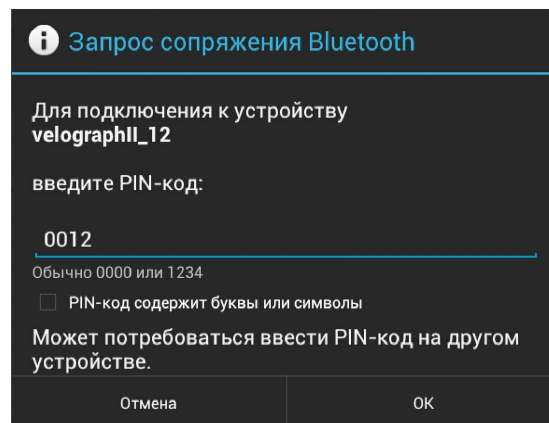 Запрос сопряжения Bluetooth
Для подключения к устройству
velographII_12
введите PIN-код:
0012
Обычно 0000 или 1234
PIN-код содержит буквы или символы
Может потребоваться ввести PIN-код на другом
устройстве.
Отмена
OK